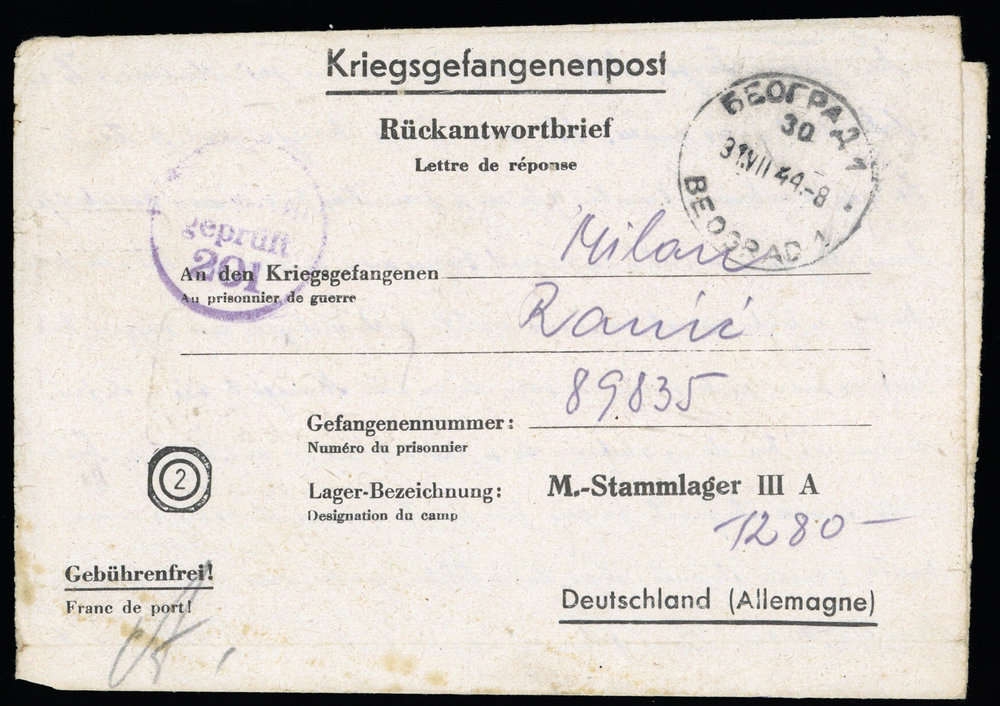 Kriegsgefangenenpost
Rückantwortbrief
Lettre de réponse
БЕОГРАД 1
30
31.VII 44.-8
BEOGRAD 1
geprüft
201
An den Kriegsgefangenen Milan
Au prisonnier de guerre
Ranić
Gefangenennummer: 89835
Numéro du prisonnier
2
Lager-Bezeichnung: M.-Stammlager III A
Designation du camp
1280-
Gebührenfrei!
Franc de port!
Deutschland (Allemagne)